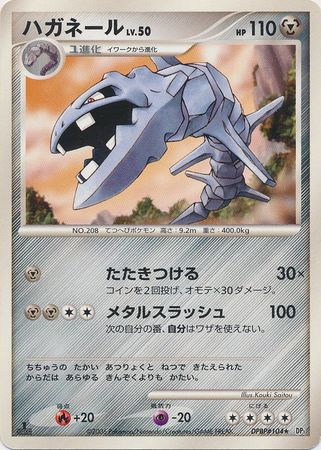 ハガネール LV.50 HP 110
1進化 イワークから進化
NO.208 てつへびポケモン 高さ:9.2m 重さ:400.0kg
たたきつける 30×
コインを2回投げ、オモテ×30ダメージ。
メタルスラッシュ 100
次の自分の番、自分はワザを使えない。
ちちゅうの たかい あつりょくと ねつで きたえられた
からだは あらゆる きんぞくよりも かたい。
Illus.Kouki Saitou
弱点 抵抗力 にげる
+20 -20
DPBP#104★ DP
©2006 Pokémon/Nintendo/Creatures/GAME FREAK.